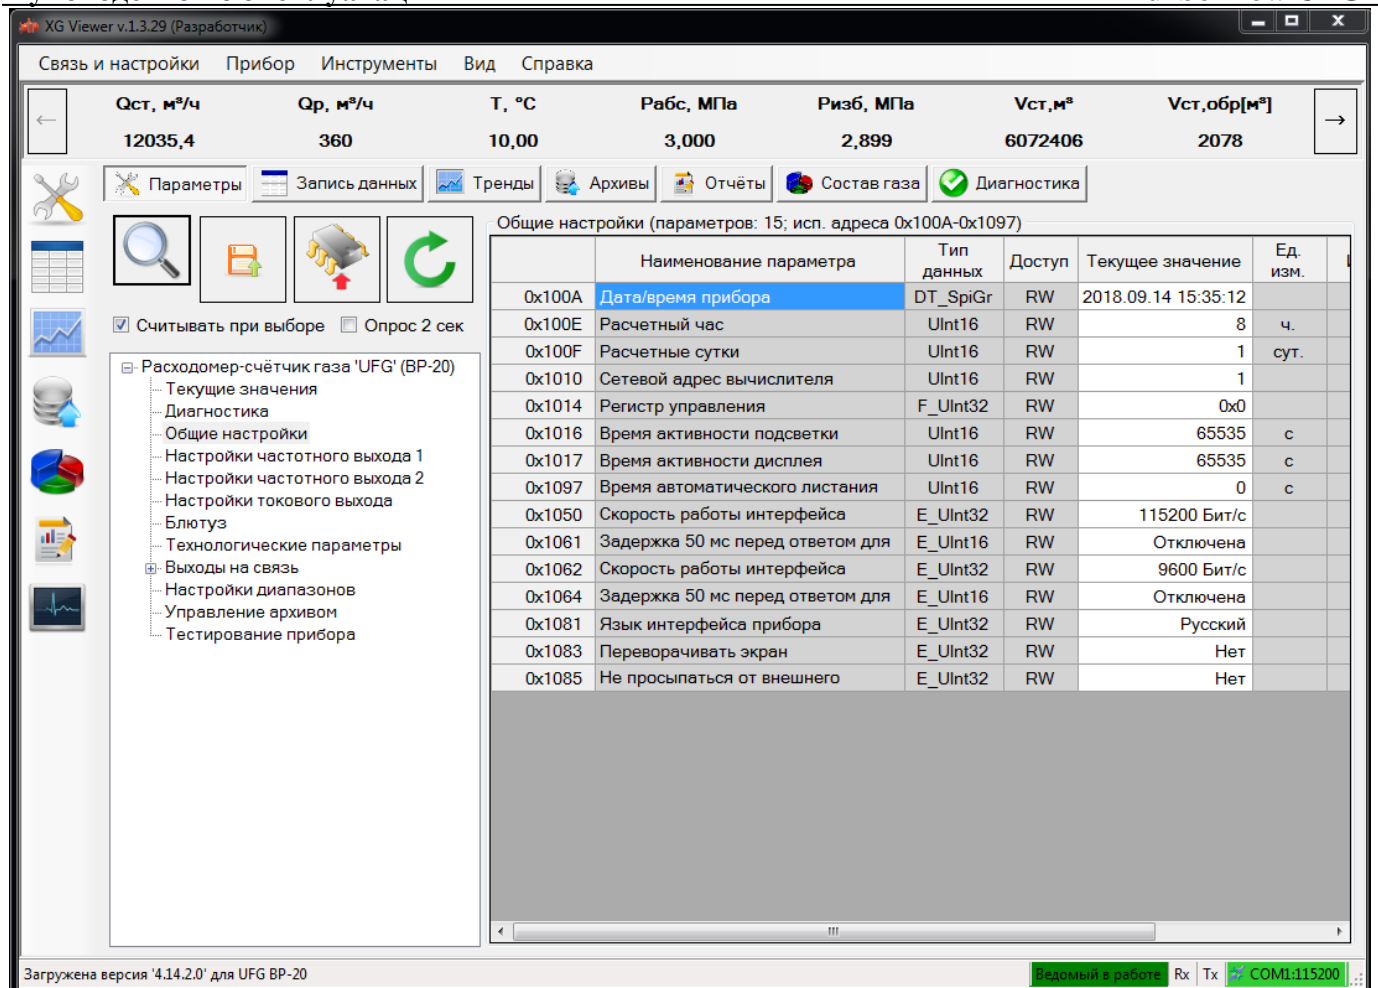 XG Viewer v.1.3.29 (Разработчик)
Связь и настройки Прибор Инструменты Вид Справка
Qст, м³/ч Qр, м³/ч T, °C Рабс, МПа Ризб, МПа Vст,м³ Vст,обр[м³]
12035,4 360 10,00 3,000 2,899 6072406 2078
Параметры Запись данных Тренды Архивы Отчёты Состав газа Диагностика
Общие настройки (параметров: 15; исп. адреса 0x100A-0x1097)
Считывать при выборе Опрос 2 сек
Расходомер-счётчик газа 'UFG' (ВР-20)
Текущие значения
Диагностика
Общие настройки
Настройки частотного выхода 1
Настройки частотного выхода 2
Настройки токового выхода
Блютуз
Технологические параметры
Выходы на связь
Настройки диапазонов
Управление архивом
Тестирование прибора
Наименование параметра Тип данных Доступ Текущее значение Ед. изм.
0x100A Дата/время прибора DT_SpiGr RW 2018.09.14 15:35:12
0x100E Расчетный час UInt16 RW 8 ч.
0x100F Расчетные сутки UInt16 RW 1 сут.
0x1010 Сетевой адрес вычислителя UInt16 RW 1
0x1014 Регистр управления F_UInt32 RW 0x0
0x1016 Время активности подсветки UInt16 RW 65535 с
0x1017 Время активности дисплея UInt16 RW 65535 с
0x1097 Время автоматического листания UInt16 RW 0 с
0x1050 Скорость работы интерфейса E_UInt32 RW 115200 Бит/с
0x1061 Задержка 50 мс перед ответом для E_UInt16 RW Отключена
0x1062 Скорость работы интерфейса E_UInt32 RW 9600 Бит/с
0x1064 Задержка 50 мс перед ответом для E_UInt16 RW Отключена
0x1081 Язык интерфейса прибора E_UInt32 RW Русский
0x1083 Переворачивать экран E_UInt32 RW Нет
0x1085 Не просыпаться от внешнего E_UInt32 RW Нет
Загружена версия '4.14.2.0' для UFG ВР-20 Ведомый в работе Rx Tx COM1:115200